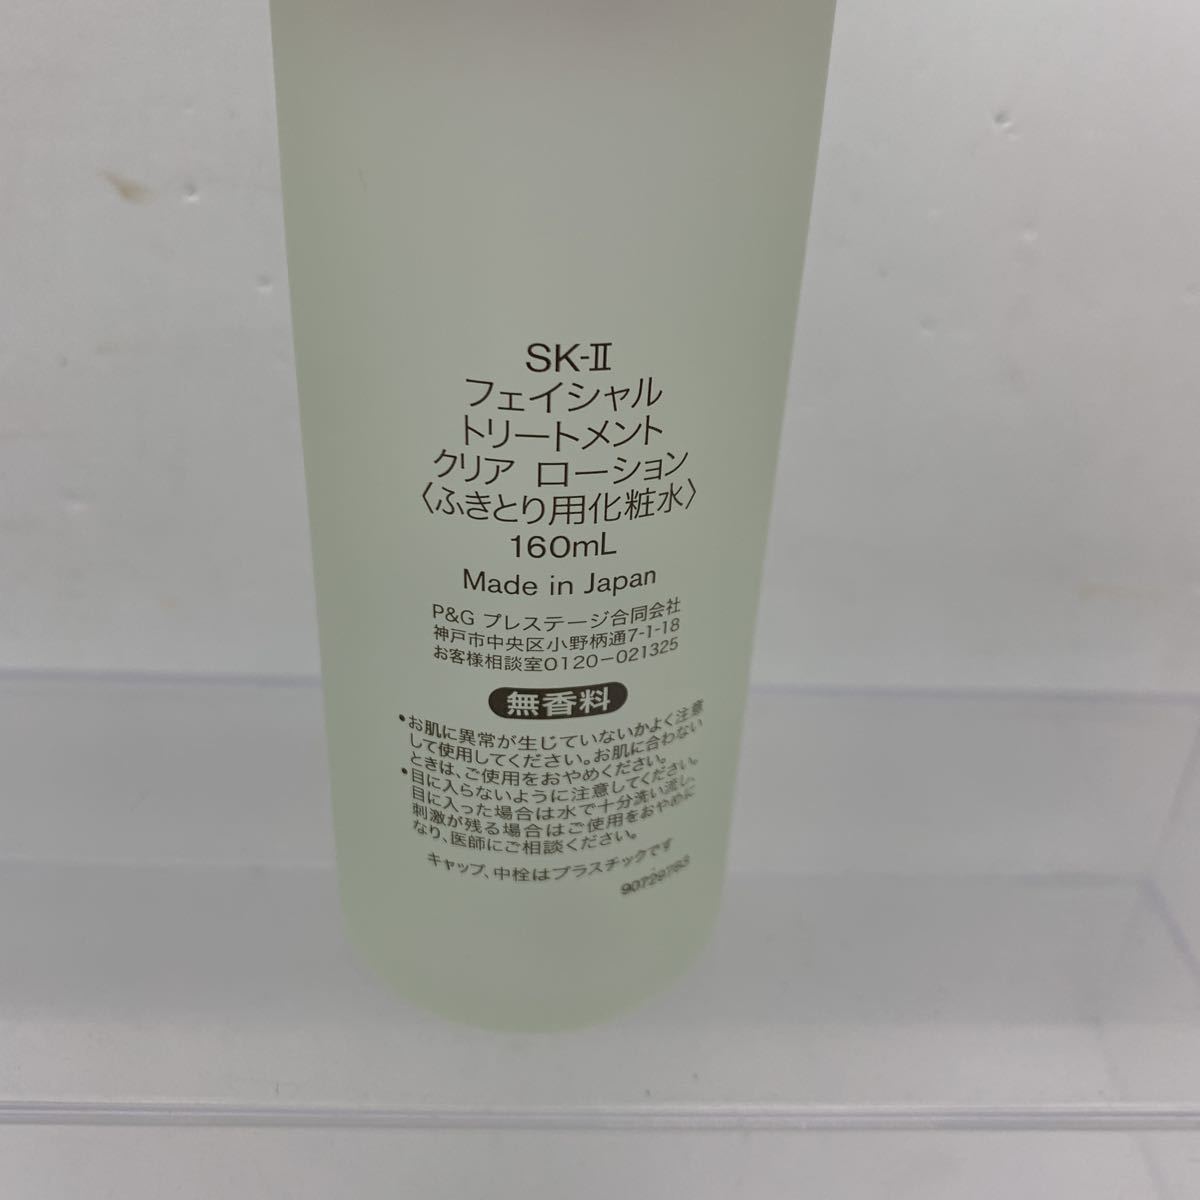 SK-Ⅱ
フェイシャル
トリートメント
クリア ローション
〈ふきとり用化粧水〉
160mL
Made in Japan
P&G プレステージ合同会社
神戸市中央区小野柄通7-1-18
お客様相談室0120-021325
無香料
•お肌に異常が生じていないかよく注意
して使用してください。お肌に合わない
ときは、ご使用をおやめください。
•目に入らないように注意してください。
目に入った場合は水で十分洗い流し、
刺激が残る場合はご使用をおやめに
なり、医師にご相談ください。
キャップ、中栓はプラスチックです
90729763